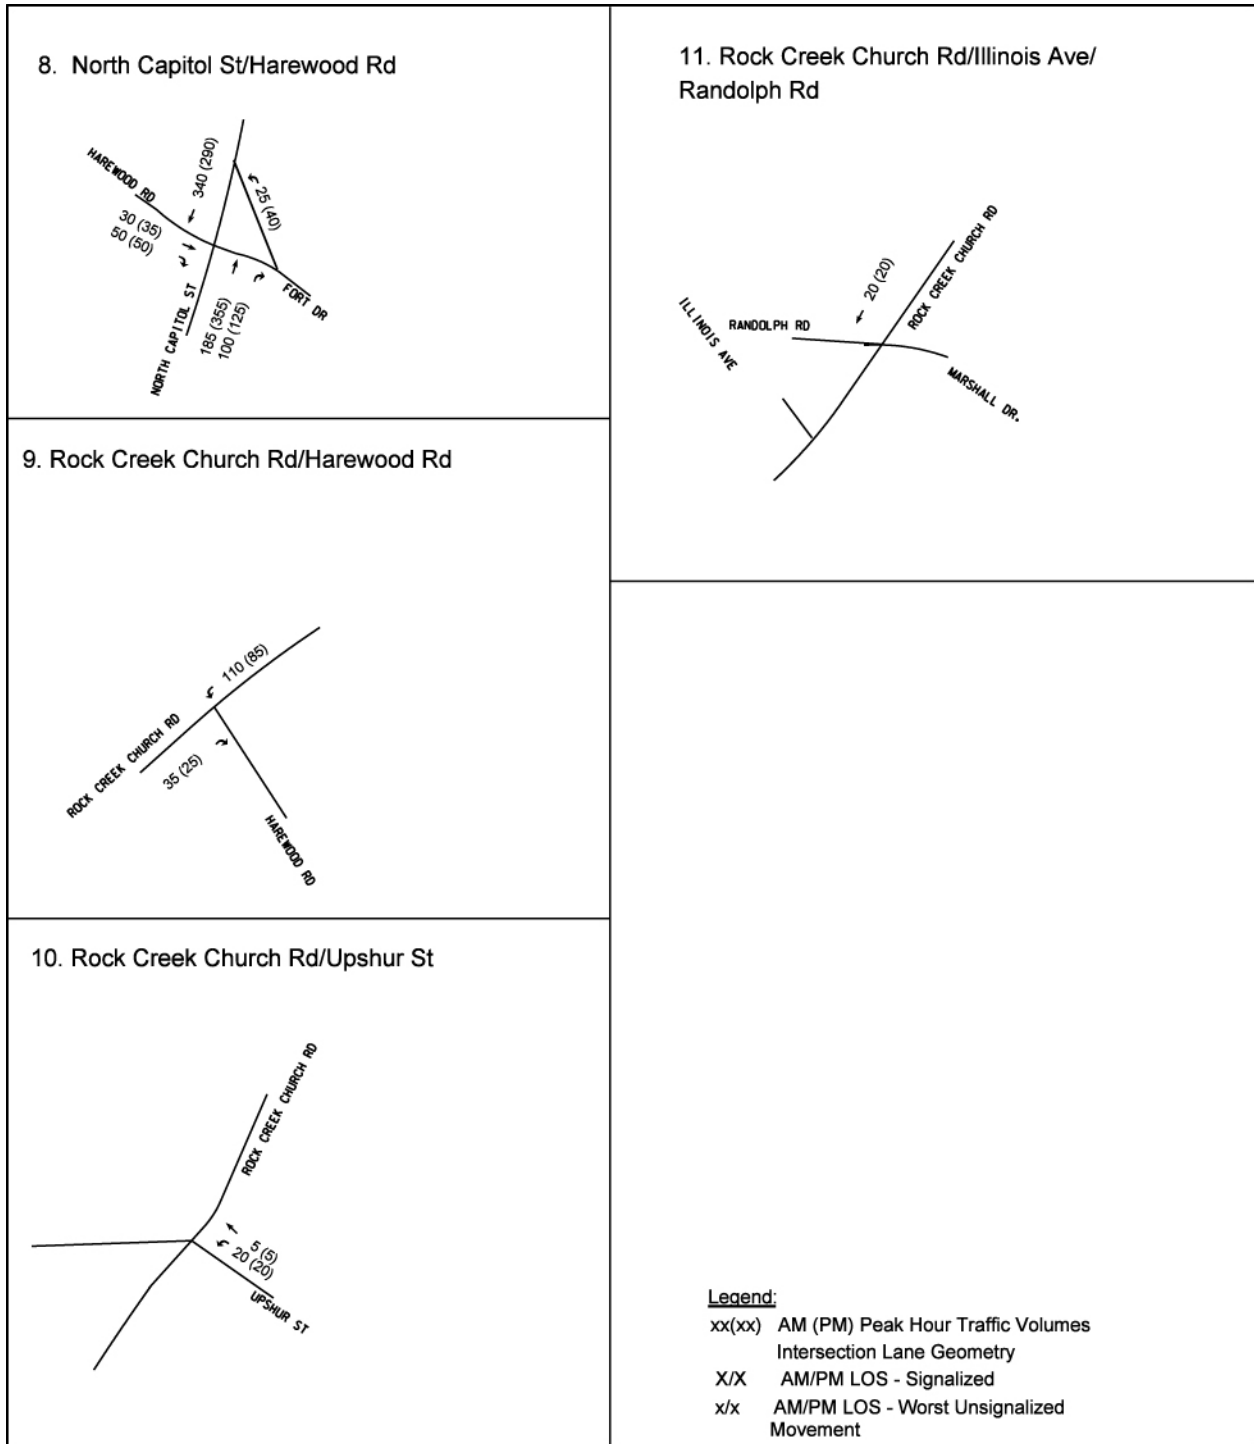 8. North Capitol St/Harewood Rd
HAREWOOD RD
340 (290)
25 (40)
30 (35)
50 (50)
FORT DR
NORTH CAPITOL ST
185 (355)
100 (125)
9. Rock Creek Church Rd/Harewood Rd
110 (85)
ROCK CREEK CHURCH RD
35 (25)
HAREWOOD RD
10. Rock Creek Church Rd/Upshur St
ROCK CREEK CHURCH RD
5 (5)
20 (20)
UPSHUR ST
11. Rock Creek Church Rd/Illinois Ave/
Randolph Rd
ROCK CREEK CHURCH RD
20 (20)
ILLINOIS AVE
RANDOLPH RD
MARSHALL DR.
Legend:
xx(xx) AM (PM) Peak Hour Traffic Volumes
Intersection Lane Geometry
X/X AM/PM LOS - Signalized
x/x AM/PM LOS - Worst Unsignalized
Movement